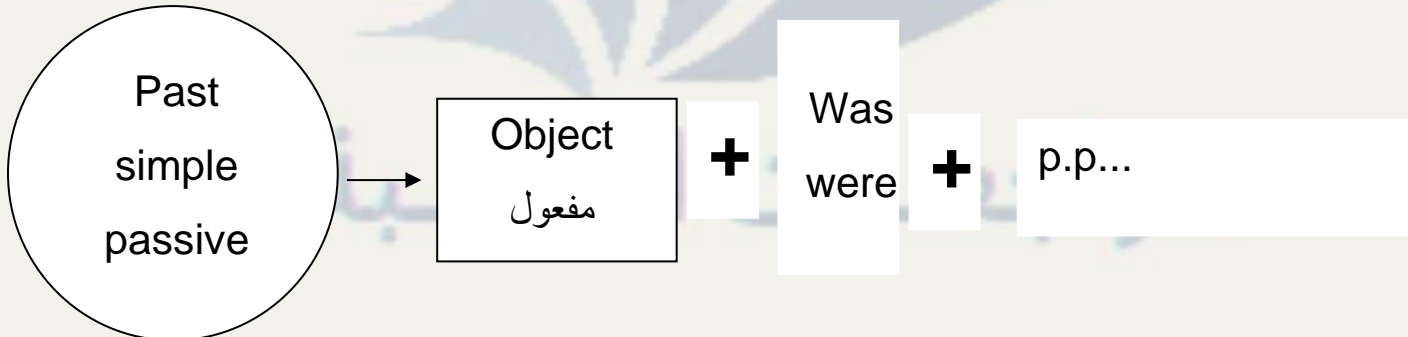 Past
simple
passive
Object
مفعول
+
Was
were
+
p.p...